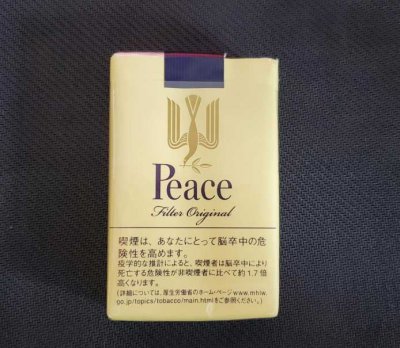 Peace
Filter Original
喫煙は、あなたにとって脳卒中の危
険性を高めます。
疫学的な推計によると、喫煙者は脳卒中により
死亡する危険性が非喫煙者に比べて約1.7倍
高くなります。
(詳細については、厚生労働省のホーム・ページwww.mhlw.
go.jp/topics/tobacco/main.htmlをご参照ください。)